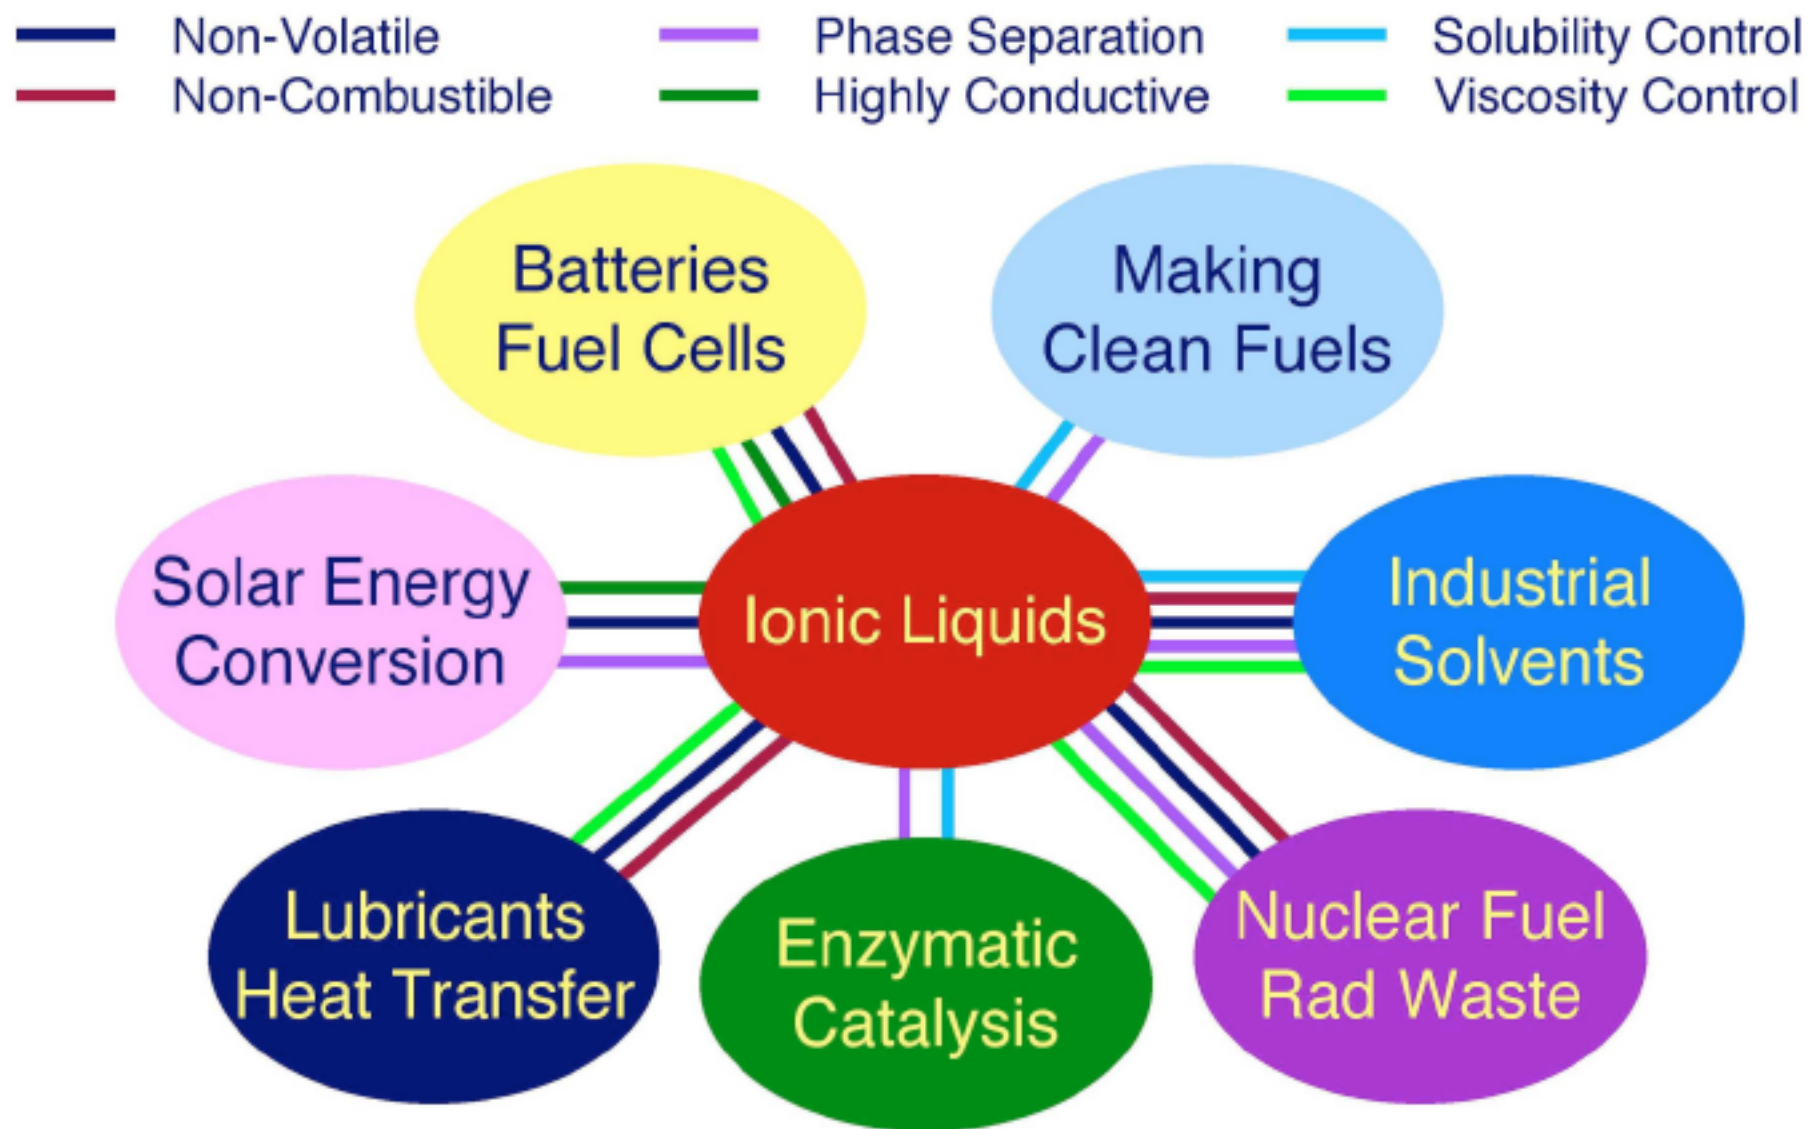 Non-Volatile
Phase Separation
Solubility Control
Non-Combustible
Highly Conductive
Viscosity Control
Batteries
Fuel Cells
Making
Clean Fuels
Solar Energy
Conversion
Ionic Liquids
Industrial
Solvents
Lubricants
Heat Transfer
Enzymatic
Catalysis
Nuclear Fuel
Rad Waste